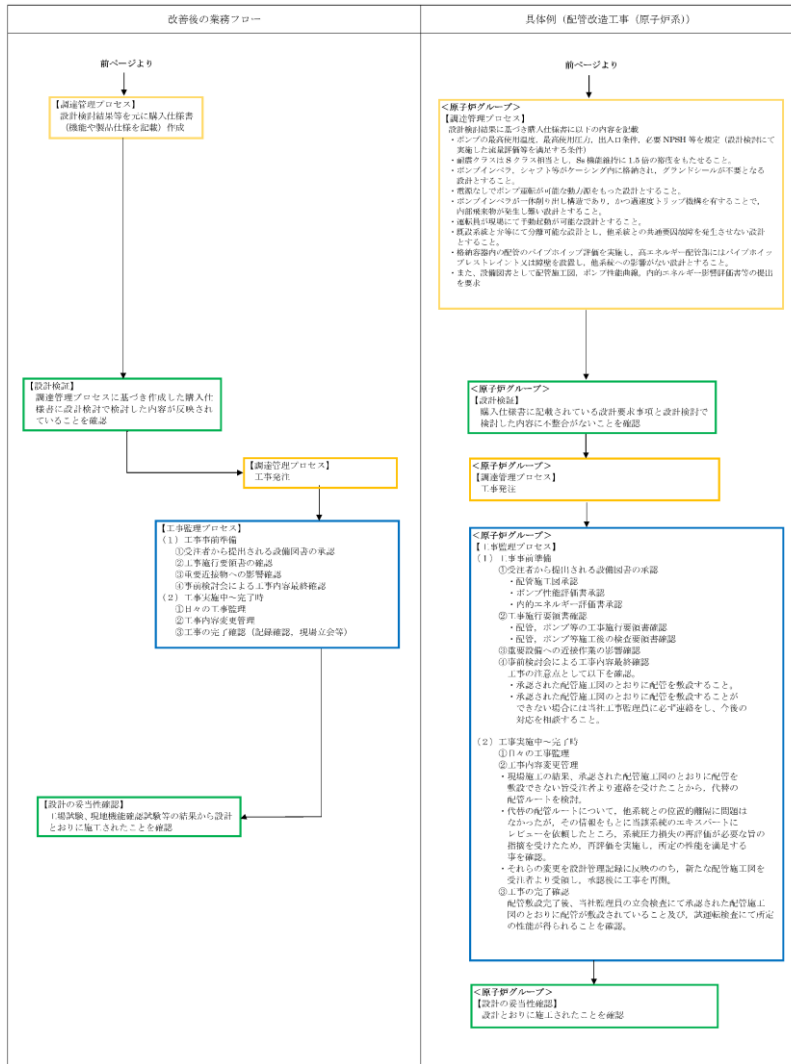 改善後の業務フロー
前ページより
【調達管理プロセス】
設計検討結果等を元に購入仕様書
（機能や製品仕様を記載）作成
【設計検証】
調達管理プロセスに基づき作成した購入仕
様書に設計検討で検討した内容が反映され
ていることを確認
【調達管理プロセス】
工事発注
【工事監理プロセス】
（1）工事事前準備
①受注者から提出される設備図書の承認
②工事施行要領書の確認
③重要近接物への影響確認
④事前検討会による工事内容最終確認
（2）工事実施中～完了時
①日々の工事監理
②工事内容変更管理
③工事の完了確認（記録確認、現場立会等）
【設計の妥当性確認】
工場試験、現地機能確認試験等の結果から設計
とおりに施工されたことを確認
具体例（配管改造工事（原子炉系））
前ページより
＜原子炉グループ＞
【調達管理プロセス】
設計検討結果に基づき購入仕様書に以下の内容を記載
・ポンプの最高使用温度、最高使用圧力、出入口条件、必要 NPSH 等を規定（設計検討にて
実施した流量評価等を満足する条件）
・耐震クラスは S クラス相当とし、Ss 機能維持に 1.5 倍の裕度をもたせること。
・ポンプインペラ、シャフト等がケーシング内に格納され、グランドシールが不要となる
設計とすること。
・電源なしでポンプ運転が可能な動力源をもった設計とすること。
・ポンプインペラが一体削り出し構造であり、かつ過速度トリップ機構を有することで、
内部飛来物が発生し難い設計とすること。
・運転員が現場にて手動起動が可能な設計とすること。
・既設系統と弁等にて分離可能な設計とし、他系統との共通要因故障を発生させない設計
とすること。
・格納容器内の配管のパイプホイップ評価を実施し、高エネルギー配管部にはパイプホイッ
プレストレイント又は障壁を設置し、他系統への影響がない設計とすること。
・また、設備図書として配管施工図、ポンプ性能曲線、内的エネルギー影響評価書等の提出
を要求
＜原子炉グループ＞
【設計検証】
購入仕様書に記載されている設計要求事項と設計検討で
検討した内容に不整合がないことを確認
＜原子炉グループ＞
【調達管理プロセス】
工事発注
＜原子炉グループ＞
【工事監理プロセス】
（1）工事事前準備
①受注者から提出される設備図書の承認
・配管施工図承認
・ポンプ性能評価書承認
・内的エネルギー評価書承認
②工事施行要領書確認
・配管、ポンプ等の工事施行要領書確認
・配管、ポンプ等施工後の検査要領書確認
③重要設備への近接作業の影響確認
④事前検討会による工事内容最終確認
工事の注意点として以下を確認。
・承認された配管施工図のとおりに配管を敷設すること。
・承認された配管施工図のとおりに配管を敷設することが
できない場合には当社工事監理員に必ず連絡をし、今後の
対応を相談すること。
（2）工事実施中～完了時
①日々の工事監理
②工事内容変更管理
・現場施工の結果、承認された配管施工図のとおりに配管を
敷設できない旨受注者より連絡を受けたことから、代替の
配管ルートを検討。
・代替の配管ルートについて、他系統との位置的離隔に問題は
なかったが、その情報をもとに当該系統のエキスパートに
レビューを依頼したところ、系統圧力損失の再評価が必要な旨の
指摘を受けたため、再評価を実施し、所定の性能を満足する
事を確認。
・それらの変更を設計管理記録に反映ののち、新たな配管施工図を
受注者より受領し、承認後に工事を再開。
③工事の完了確認
配管敷設完了後、当社監理員の立会検査にて承認された配管施工
図のとおりに配管が敷設されていること及び、試運転検査にて所定
の性能が得られることを確認。
＜原子炉グループ＞
【設計の妥当性確認】
設計とおりに施工されたことを確認